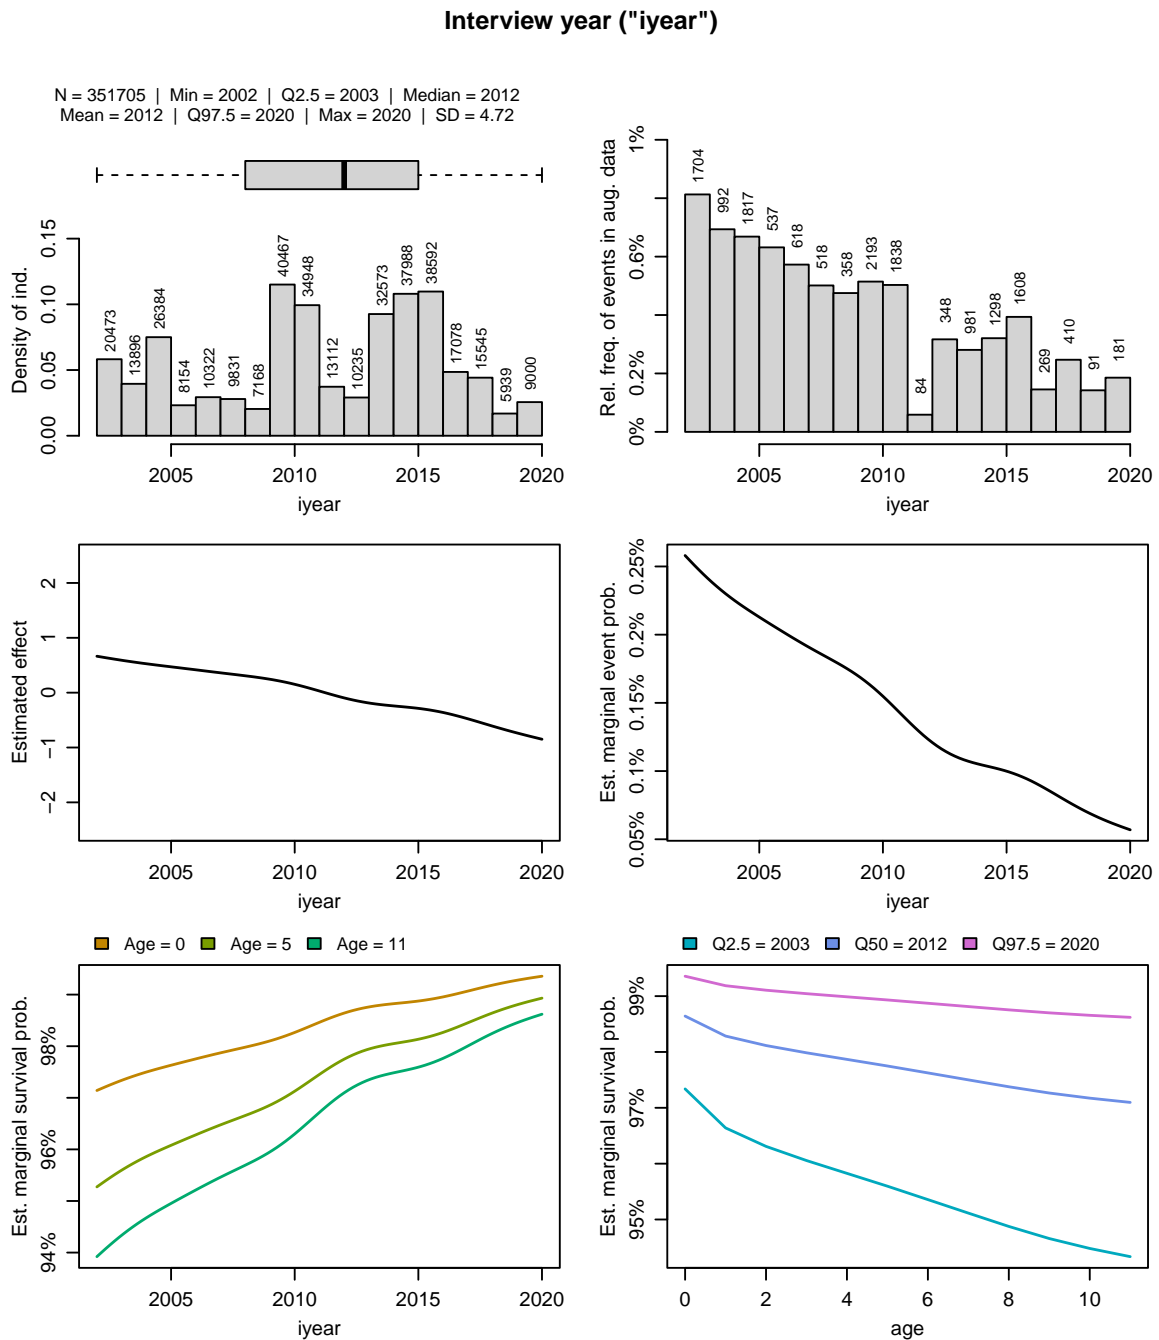 Interview year ("iyear")
N = 351705 | Min = 2002 | Q2.5 = 2003 | Median = 2012
Mean = 2012 | Q97.5 = 2020 | Max = 2020 | SD = 4.72
Density of ind.
0.00 0.05 0.10 0.15
20473 13896 26384 8154 10322 9831 7168 40467 34948 13112 10235 32573 37988 38592 17078 15545 5939 9000
2005 2010 2015 2020
iyear
Rel. freq. of events in aug. data
0% 0.2% 0.6% 1%
1704 992 1817 537 618 518 358 2193 1838 84 348 981 1298 1608 269 410 91 181
2005 2010 2015 2020
iyear
Estimated effect
−2 −1 0 1 2
2005 2010 2015 2020
iyear
Est. marginal event prob.
0.05% 0.1% 0.15% 0.2% 0.25%
2005 2010 2015 2020
iyear
Age = 0 Age = 5 Age = 11
Est. marginal survival prob.
94% 96% 98%
2005 2010 2015 2020
iyear
Q2.5 = 2003 Q50 = 2012 Q97.5 = 2020
Est. marginal survival prob.
95% 97% 99%
0 2 4 6 8 10
age